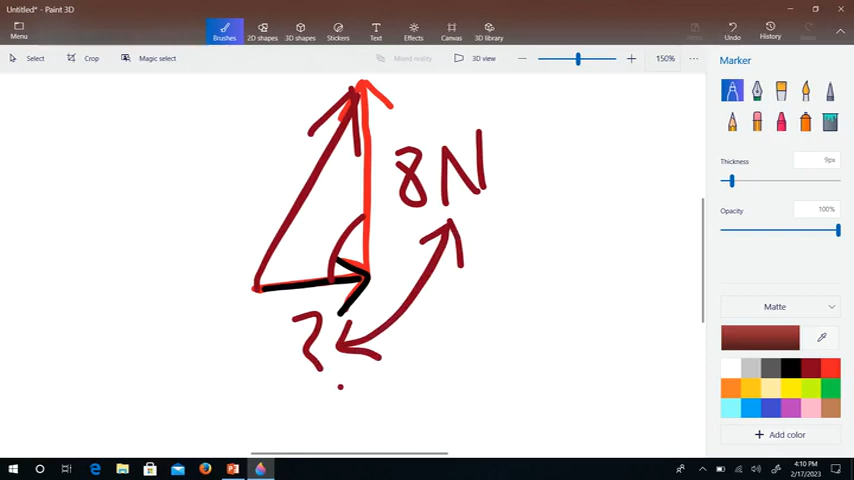 Untitled* - Paint 3D
Menu
Brushes
2D shapes
3D shapes
Stickers
Text
Effects
Canvas
3D library
Undo
History
Select
Crop
Magic select
Mixed reality
3D view
150%
Marker
Thickness
9px
Opacity
100%
Matte
Add color
8N
?
4:10 PM
2/17/2023